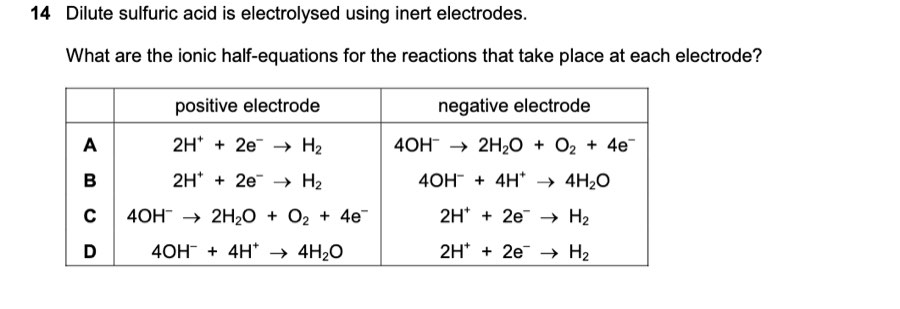 14 Dilute sulfuric acid is electrolysed using inert electrodes.
What are the ionic half-equations for the reactions that take place at each electrode?
positive electrode negative electrode
A 2H⁺ + 2e⁻ → H₂ 4OH⁻ → 2H₂O + O₂ + 4e⁻
B 2H⁺ + 2e⁻ → H₂ 4OH⁻ + 4H⁺ → 4H₂O
C 4OH⁻ → 2H₂O + O₂ + 4e⁻ 2H⁺ + 2e⁻ → H₂
D 4OH⁻ + 4H⁺ → 4H₂O 2H⁺ + 2e⁻ → H₂